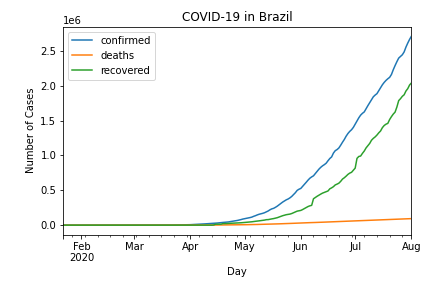 COVID-19 in Brazil
1e6
confirmed
deaths
recovered
Number of Cases
2.5
2.0
1.5
1.0
0.5
0.0
Feb Mar Apr May Jun Jul Aug
2020
Day